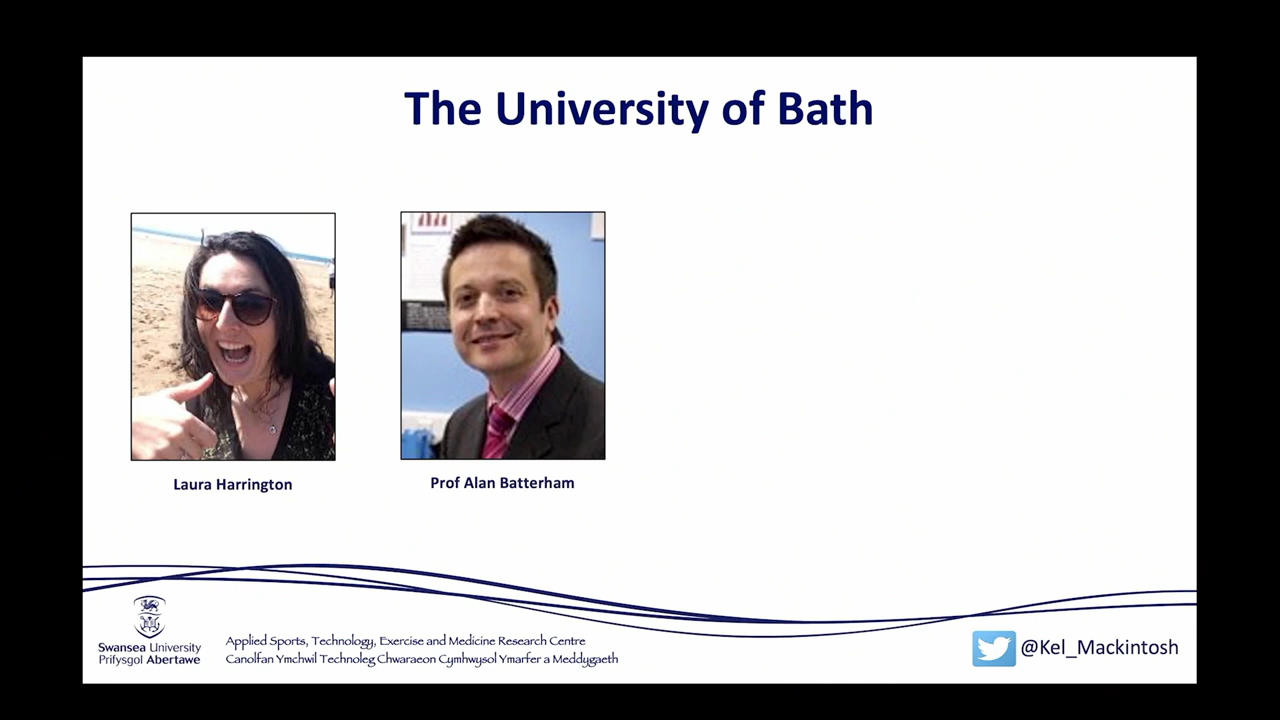 The University of Bath
Laura Harrington
Prof Alan Batterham
Swansea University
Prifysgol Abertawe
Applied Sports, Technology, Exercise and Medicine Research Centre
Canolfan Ymchwil Technoleg Chwaraeon Cymhwysol Ymarfer a Meddygaeth
@Kel_Mackintosh